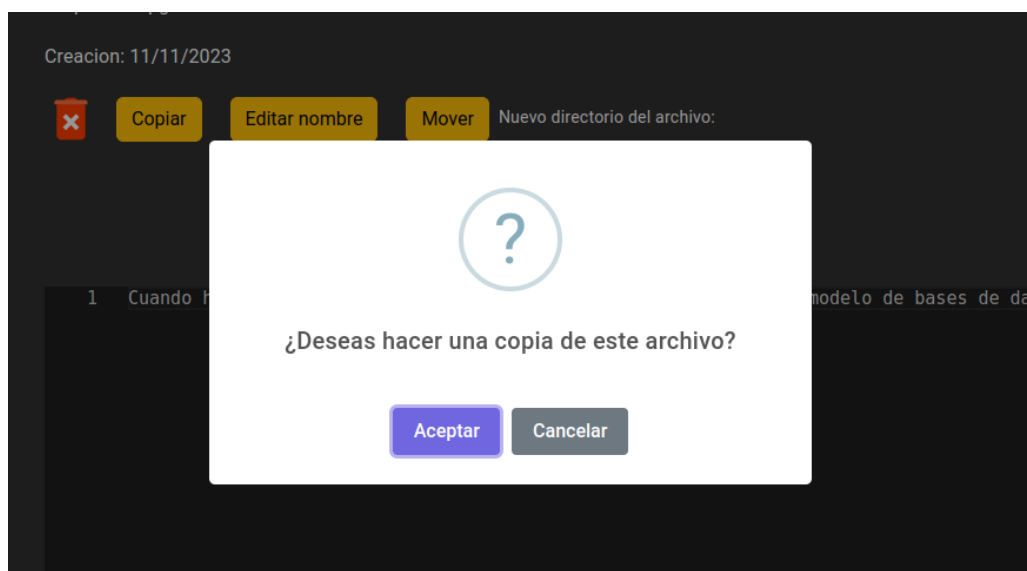 Creacion: 11/11/2023
Copiar Editar nombre Mover Nuevo directorio del archivo:
?
1 Cuando modelo de bases de
¿Deseas hacer una copia de este archivo?
Aceptar Cancelar